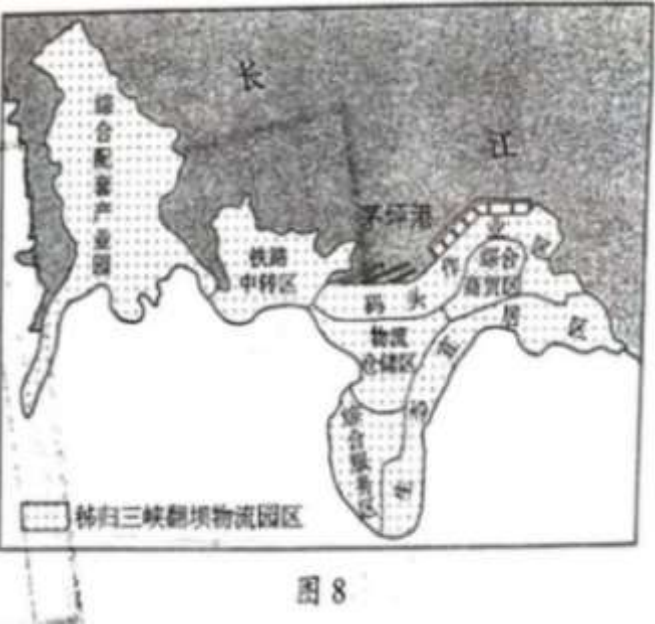 长
江
茅坪港
综合配套产业园
铁路
中转区
码头作业区
综合
商贸区
物流
仓储区
生态宜居区
综合服务区
秭归三峡翻坝物流园区
图8